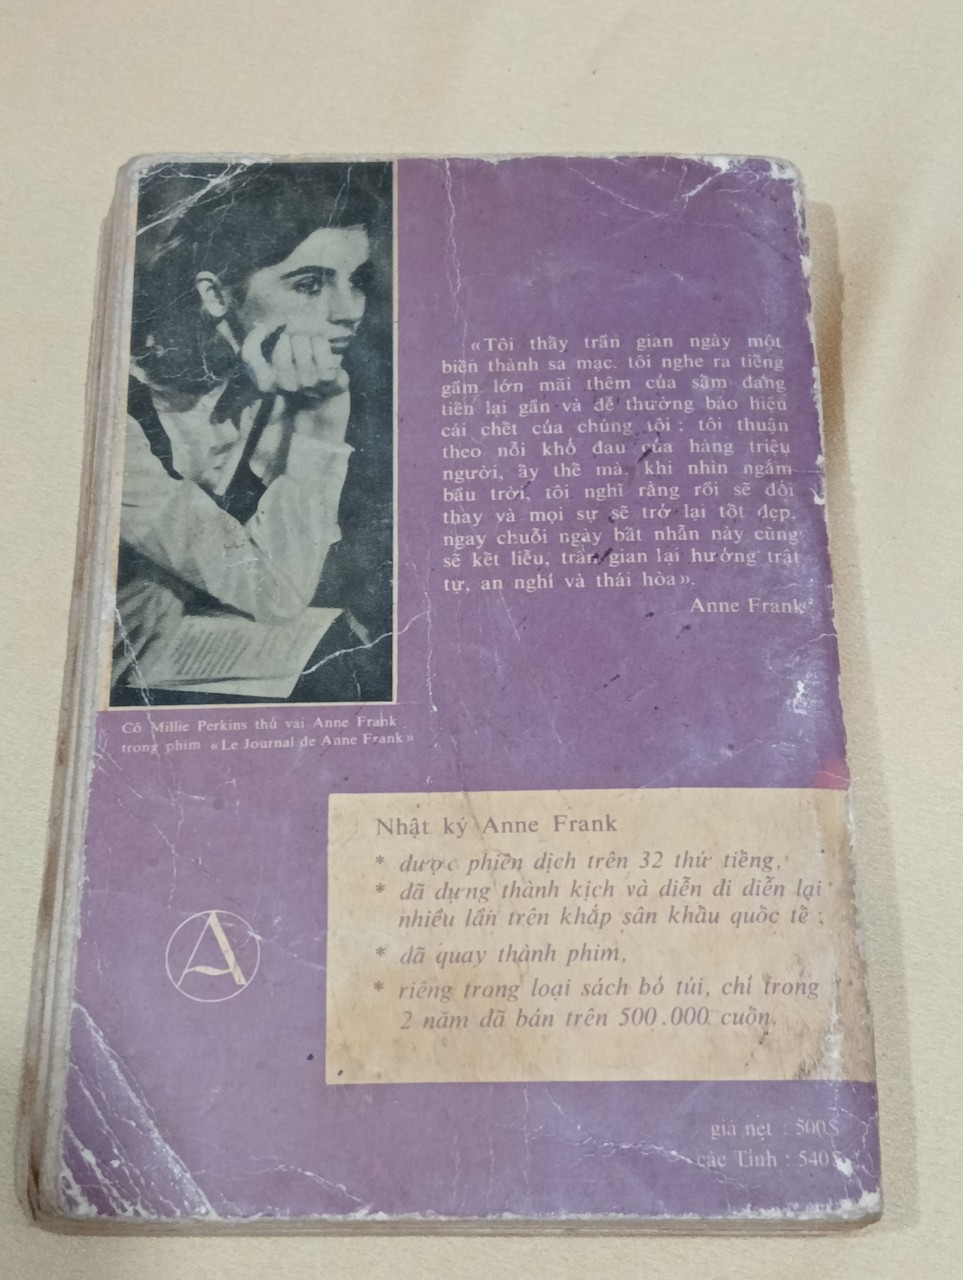 «Tôi thấy trần gian ngày một
biến thành sa mạc. tôi nghe ra tiếng
gầm lớn mãi thêm của sấm đang
tiến lại gần và để thường báo hiệu
cái chết của chúng tôi : tôi thuận
theo nỗi khổ đau của hàng triệu
người, ấy thế mà, khi nhìn ngắm
bầu trời, tôi nghĩ rằng rồi sẽ đổi
thay và mọi sự sẽ trở lại tốt đẹp,
ngay chuỗi ngày bất nhẫn này cũng
sẽ kết liễu, trần gian lại hướng trật
tự, an nghỉ và thái hòa».
Anne Frank
Cô Millie Perkins thủ vai Anne Frank
trong phim «Le Journal de Anne Frank»
Nhật ký Anne Frank
* được phiên dịch trên 32 thứ tiếng,
* đã dựng thành kịch và diễn đi diễn lại
nhiều lần trên khắp sân khấu quốc tế ;
* đã quay thành phim,
* riêng trong loại sách bỏ túi, chỉ trong
2 năm đã bán trên 500.000 cuốn.
A
giá nẹt : 500$
các Tỉnh : 540$